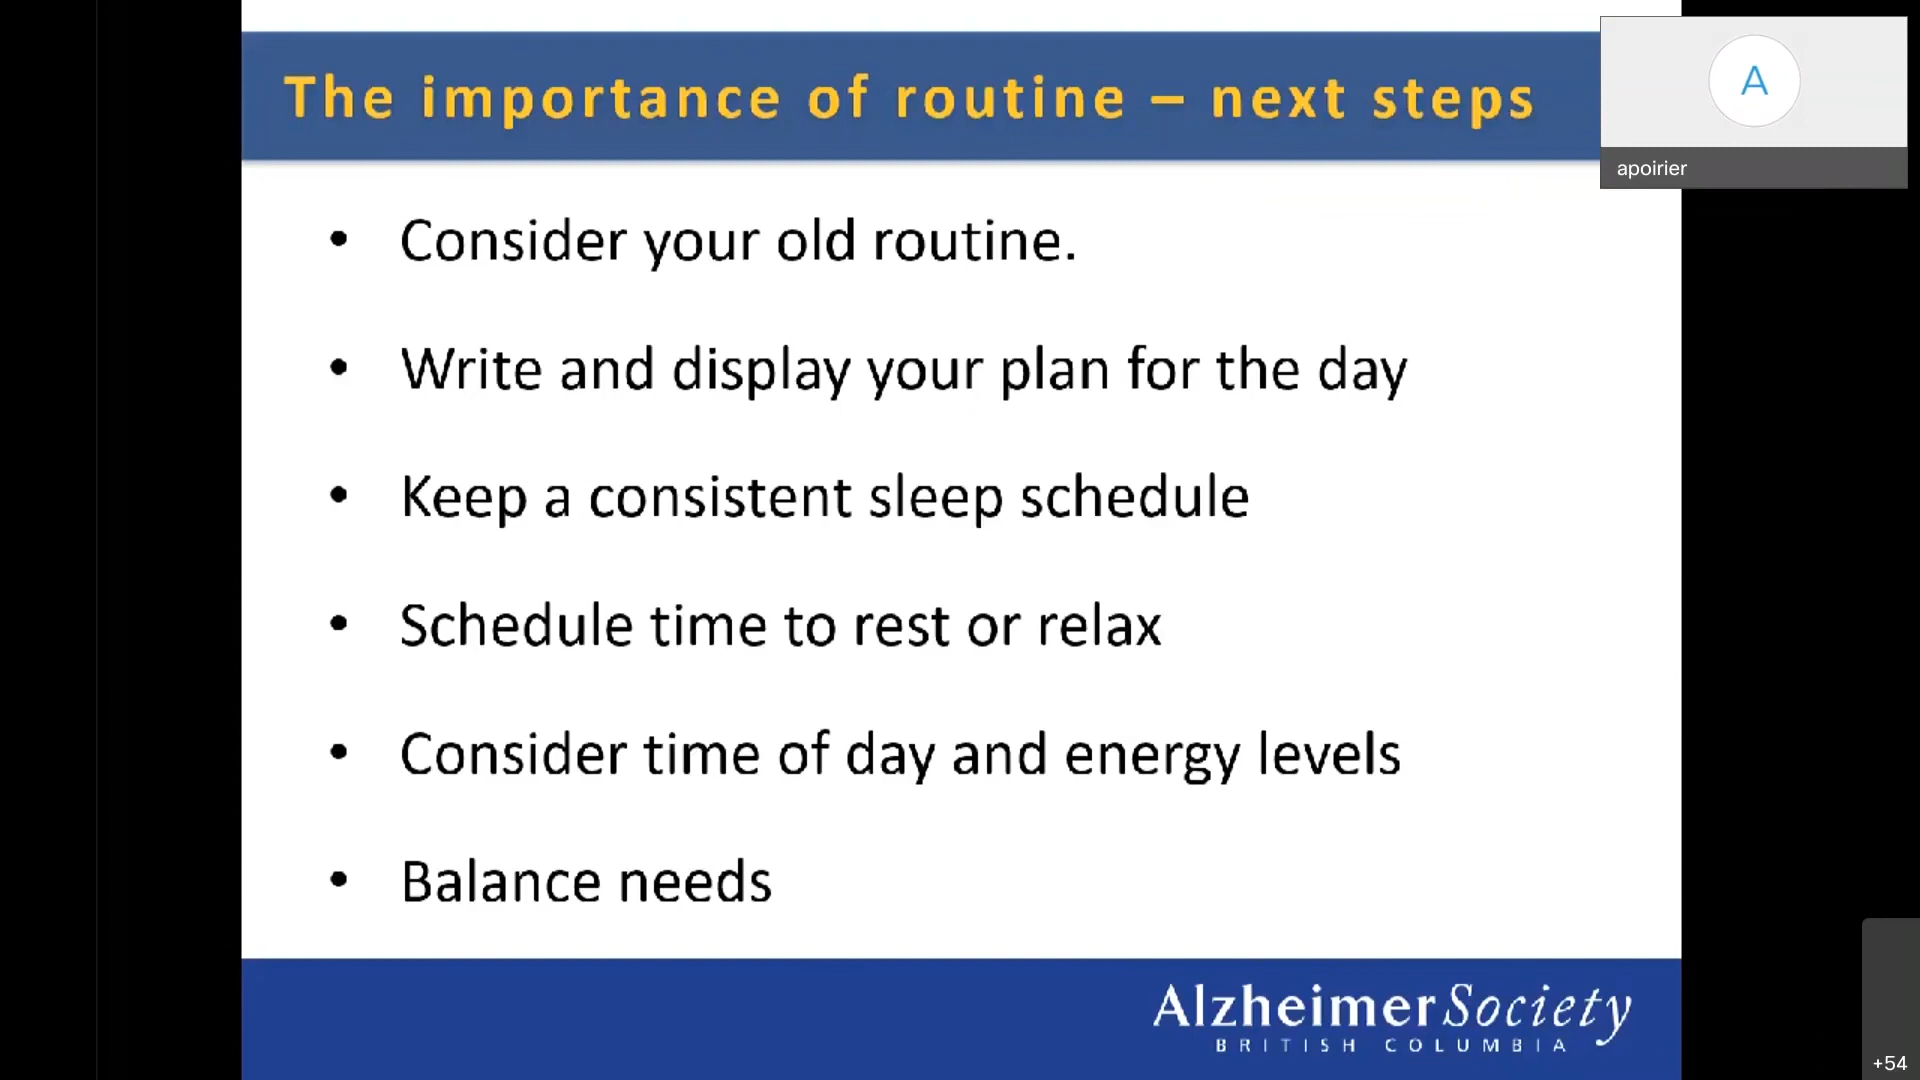 The importance of routine – next steps
A
apoirier
• Consider your old routine.
• Write and display your plan for the day
• Keep a consistent sleep schedule
• Schedule time to rest or relax
• Consider time of day and energy levels
• Balance needs
AlzheimerSociety
BRITISH COLUMBIA
+54